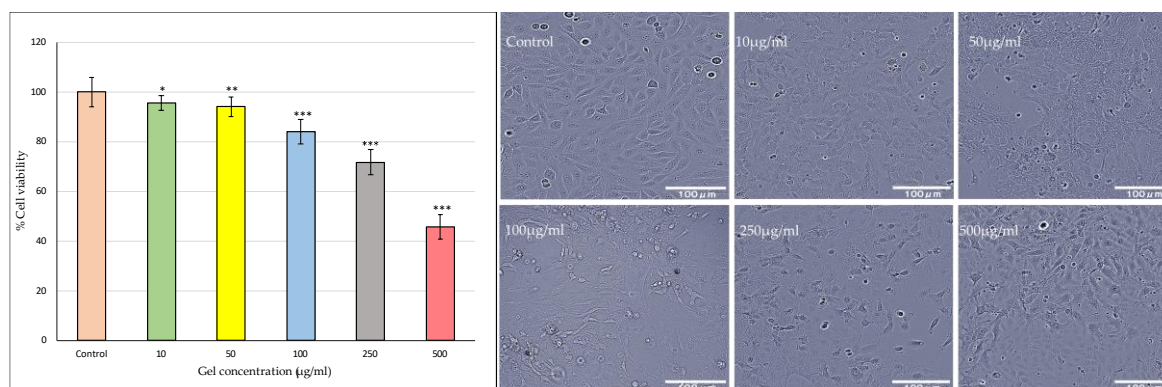 120
100
80
60
40
20
0
% Cell viability
*
**
***
***
***
Control
10
50
100
250
500
Gel concentration (µg/ml)
Control
10µg/ml
50µg/ml
100 µm
100 µm
100 µm
100µg/ml
250µg/ml
500µg/ml